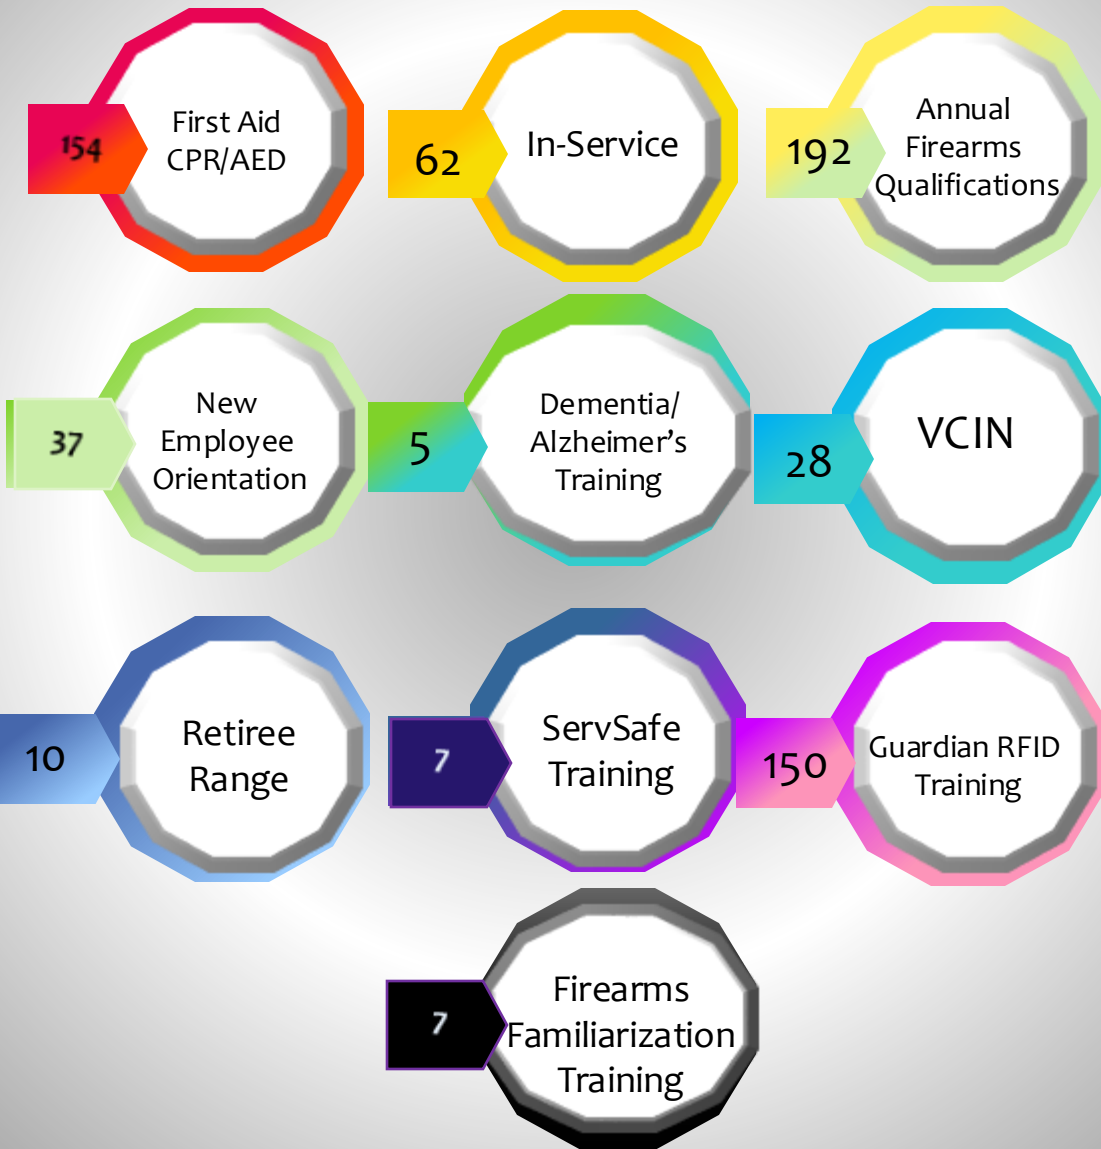 154
First Aid
CPR/AED
62
In-Service
192
Annual
Firearms
Qualifications
37
New
Employee
Orientation
5
Dementia/
Alzheimer’s
Training
28
VCIN
10
Retiree
Range
7
ServSafe
Training
150
Guardian RFID
Training
7
Firearms
Familiarization
Training